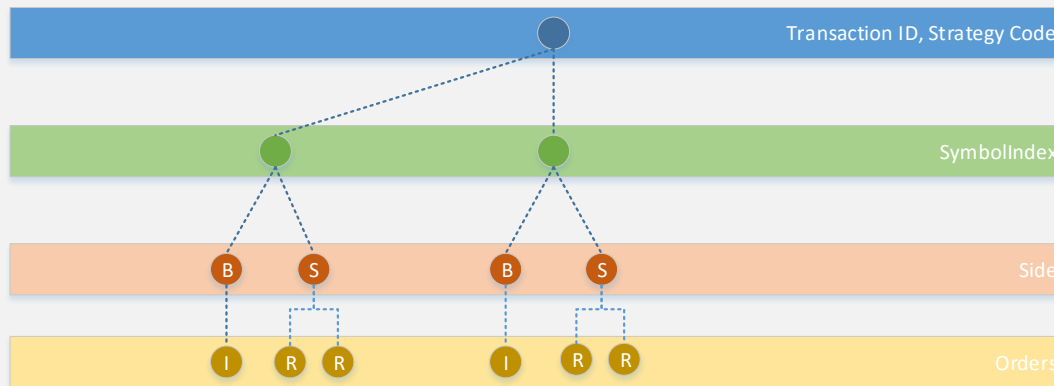 Transaction ID, Strategy Code
SymbolIndex
B S B S Side
I R R I R R Orders